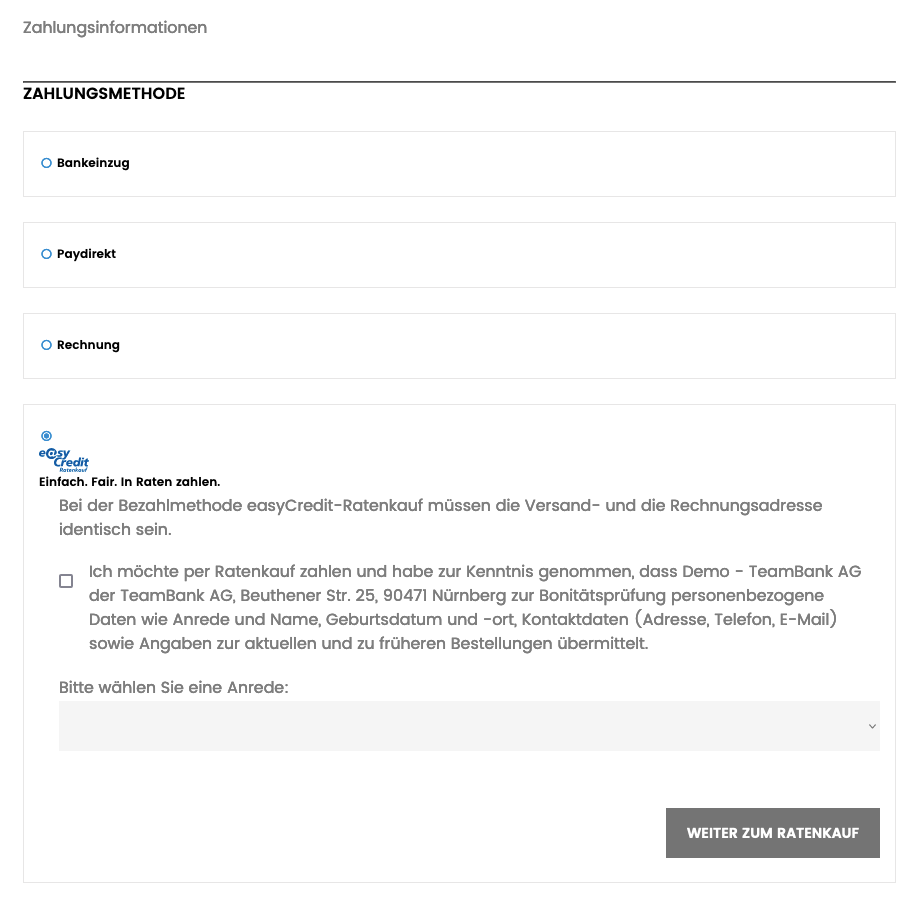 Zahlungsinformationen
ZAHLUNGSMETHODE
Bankeinzug
Paydirekt
Rechnung
easy
Credit
Ratenkauf
Einfach. Fair. In Raten zahlen.
Bei der Bezahlmethode easyCredit-Ratenkauf müssen die Versand- und die Rechnungsadresse
identisch sein.
Ich möchte per Ratenkauf zahlen und habe zur Kenntnis genommen, dass Demo - TeamBank AG
der TeamBank AG, Beuthener Str. 25, 90471 Nürnberg zur Bonitätsprüfung personenbezogene
Daten wie Anrede und Name, Geburtsdatum und -ort, Kontaktdaten (Adresse, Telefon, E-Mail)
sowie Angaben zur aktuellen und zu früheren Bestellungen übermittelt.
Bitte wählen Sie eine Anrede:
WEITER ZUM RATENKAUF